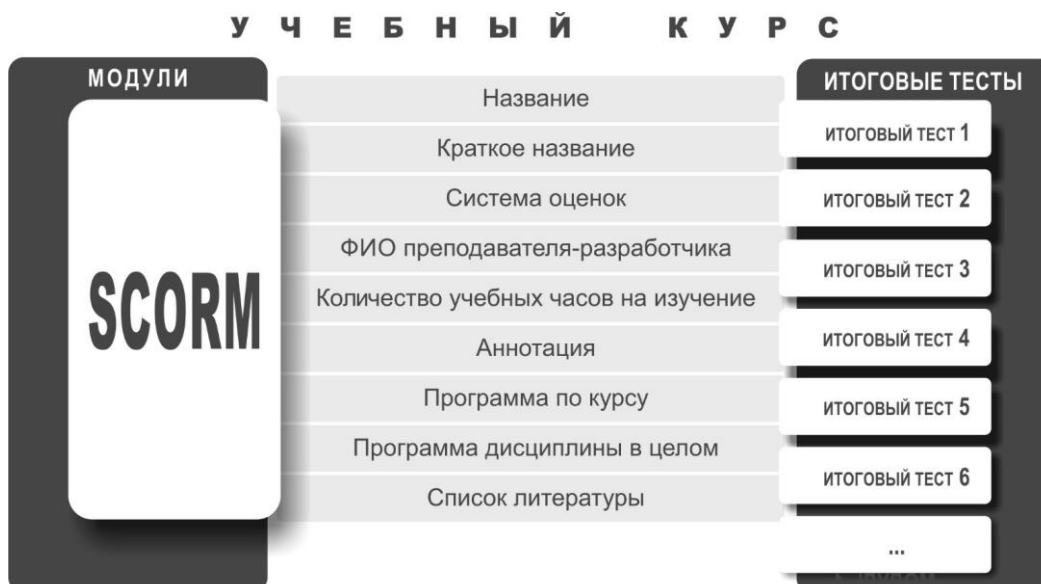 УЧЕБНЫЙ КУРС
МОДУЛИ
SCORM
Название
Краткое название
Система оценок
ФИО преподавателя-разработчика
Количество учебных часов на изучение
Аннотация
Программа по курсу
Программа дисциплины в целом
Список литературы
ИТОГОВЫЕ ТЕСТЫ
ИТОГОВЫЙ ТЕСТ 1
ИТОГОВЫЙ ТЕСТ 2
ИТОГОВЫЙ ТЕСТ 3
ИТОГОВЫЙ ТЕСТ 4
ИТОГОВЫЙ ТЕСТ 5
ИТОГОВЫЙ ТЕСТ 6
...